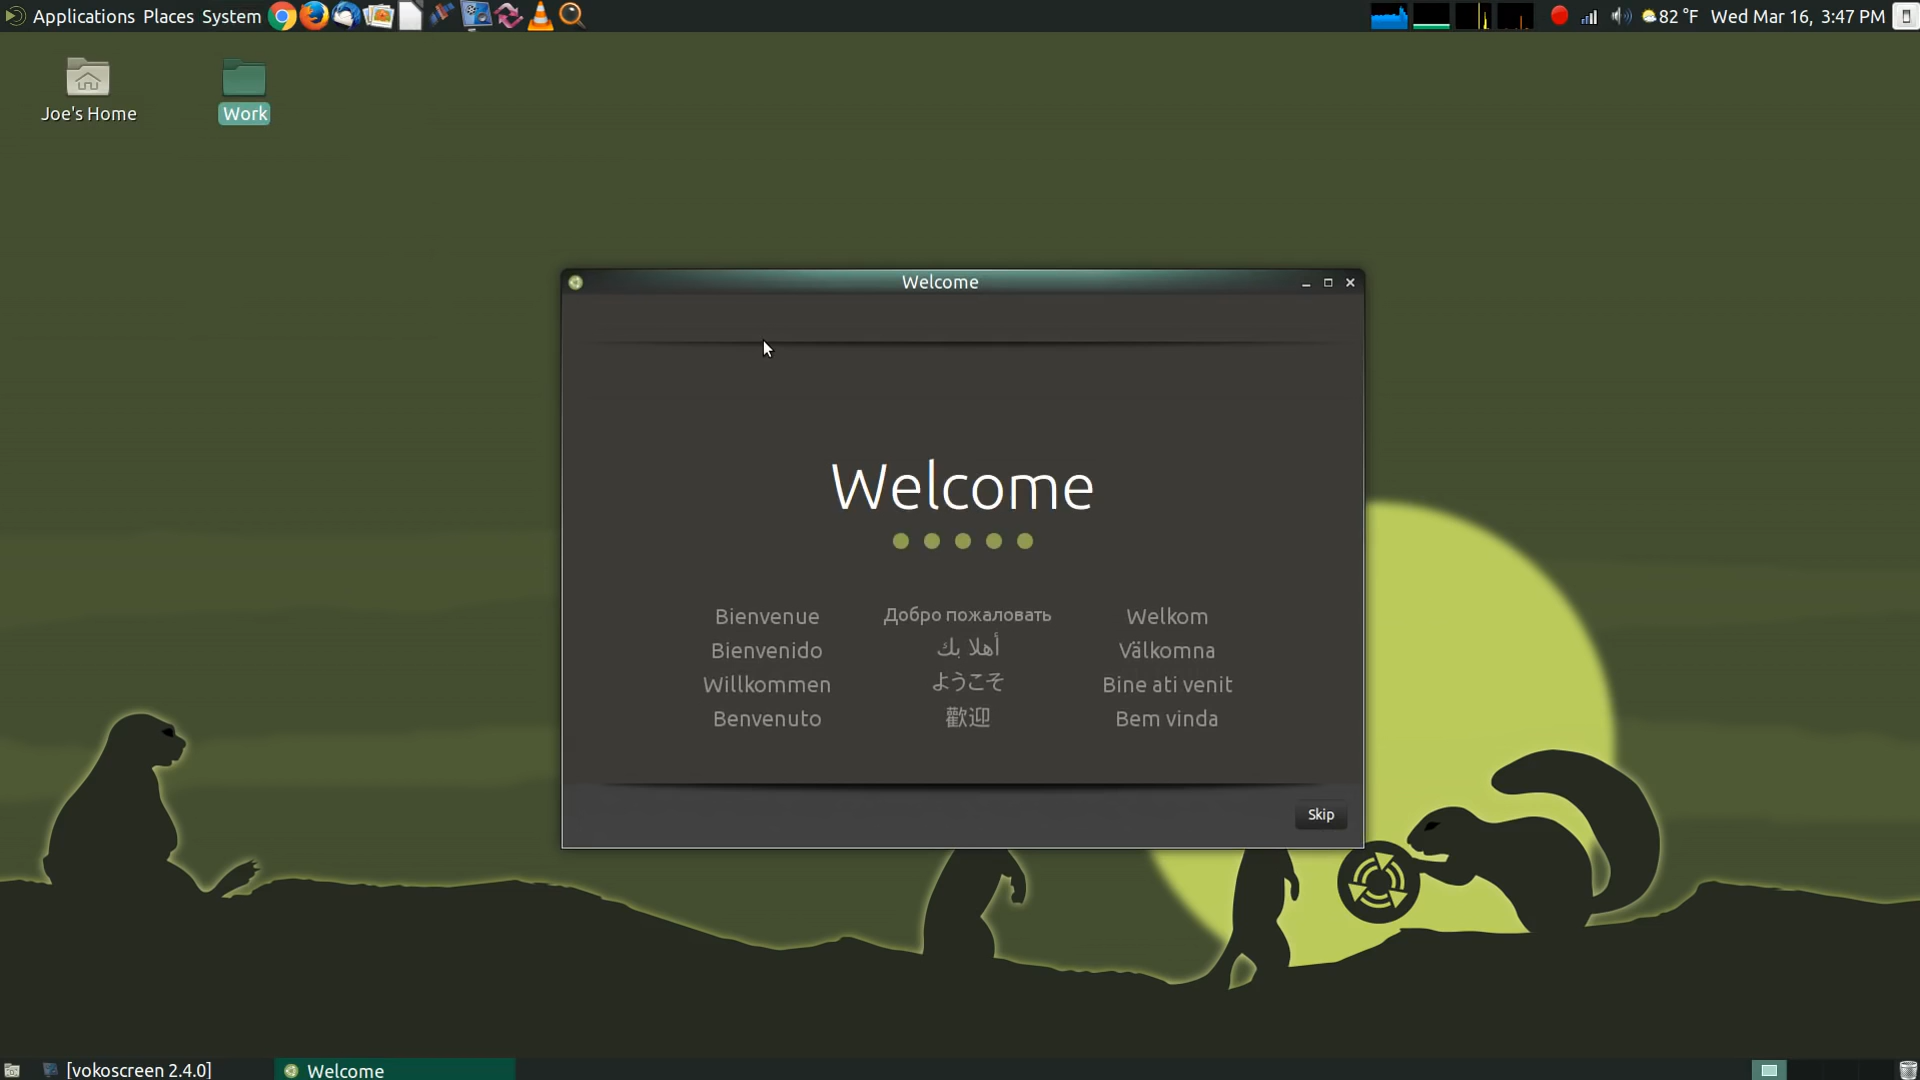 Applications Places System
82 °F Wed Mar 16, 3:47 PM
Joe's Home
Work
Welcome
Welcome
Bienvenue
Bienvenido
Willkommen
Benvenuto
Добро пожаловать
أهلا بك
ようこそ
歡迎
Welkom
Välkomna
Bine ati venit
Bem vinda
Skip
[vokoscreen 2.4.0]
Welcome